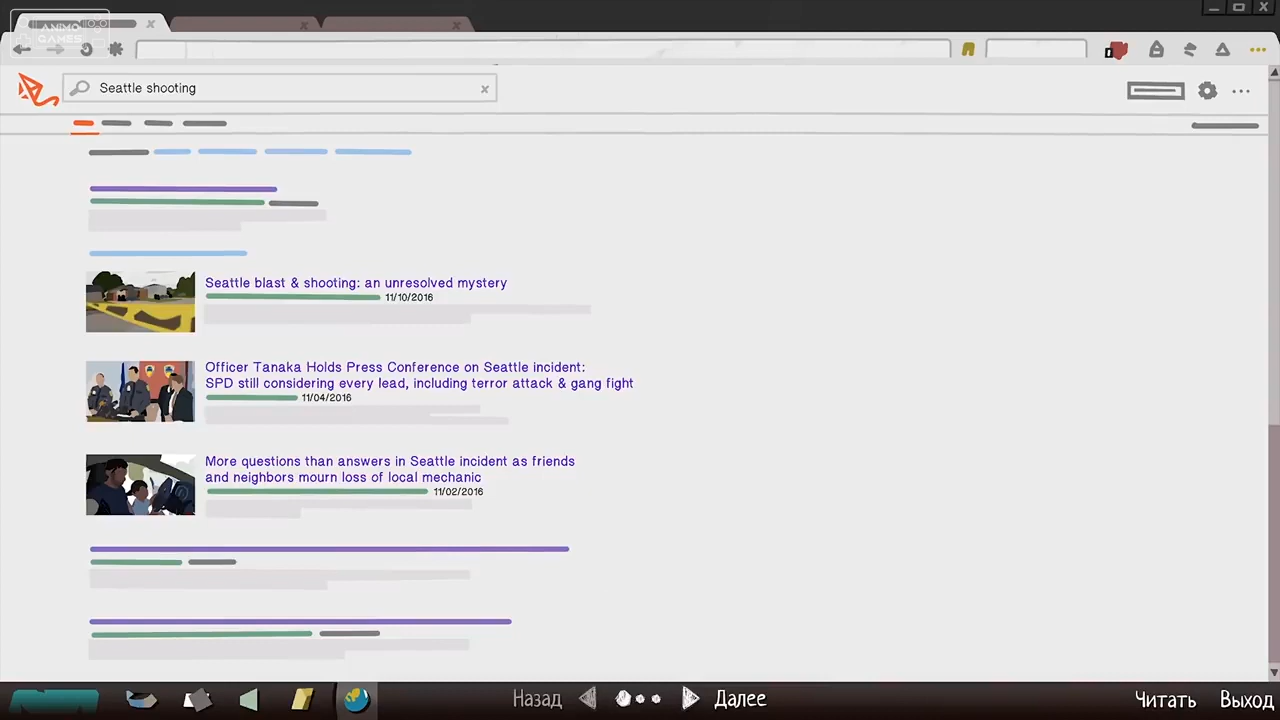 ANIMO
GAMES
Seattle shooting
Seattle blast & shooting: an unresolved mystery
11/10/2016
Officer Tanaka Holds Press Conference on Seattle incident:
SPD still considering every lead, including terror attack & gang fight
11/04/2016
More questions than answers in Seattle incident as friends
and neighbors mourn loss of local mechanic
11/02/2016
Назад Далее Читать Выход